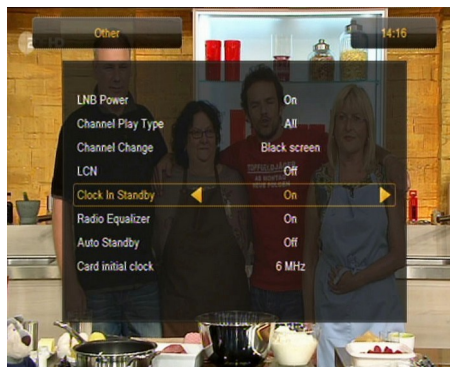 Other
14:16
HD
LNB Power On
Channel Play Type All
Channel Change Black screen
LCN Off
Clock In Standby On
Radio Equalizer On
Auto Standby Off
Card initial clock 6 MHz